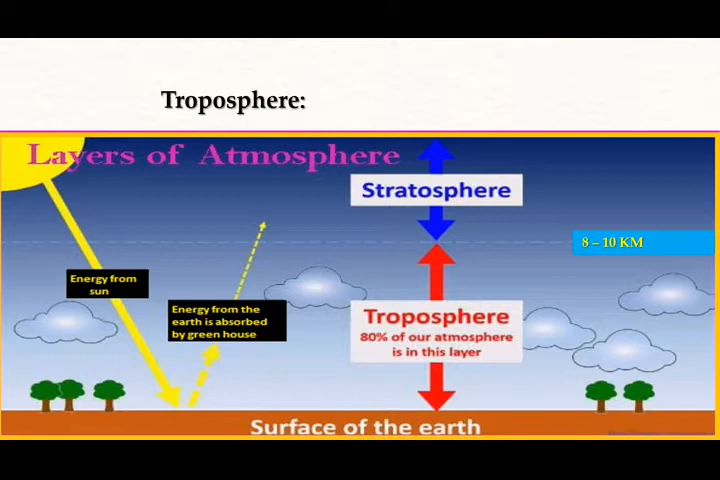 Troposphere:
Layers of Atmosphere
Stratosphere
8 – 10 KM
Energy from
sun
Energy from the
earth is absorbed
by green house
Troposphere
80% of our atmosphere
is in this layer
Surface of the earth